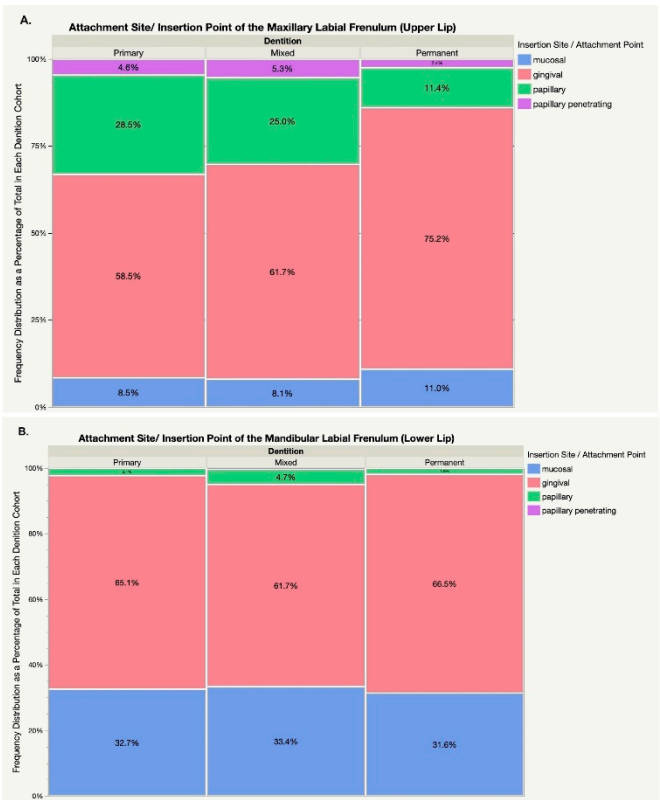 A.
Attachment Site/ Insertion Point of the Maxillary Labial Frenulum (Upper Lip)
Dentition
Primary Mixed Permanent
Insertion Site / Attachment Point
mucosal
gingival
papillary
papillary penetrating
Frequency Distribution as a Percentage of Total in Each Denition Cohort
100%
75%
50%
25%
0%
4.6% 5.3%
28.5% 25.0% 11.4%
58.5% 61.7% 75.2%
8.5% 8.1% 11.0%
B.
Attachment Site/ Insertion Point of the Mandibular Labial Frenulum (Lower Lip)
Dentition
Primary Mixed Permanent
Insertion Site / Attachment Point
mucosal
gingival
papillary
papillary penetrating
Frequency Distribution as a Percentage of Total in Each Denition Cohort
100%
80%
60%
40%
20%
0%
4.7%
65.1% 61.7% 66.5%
32.7% 33.4% 31.6%